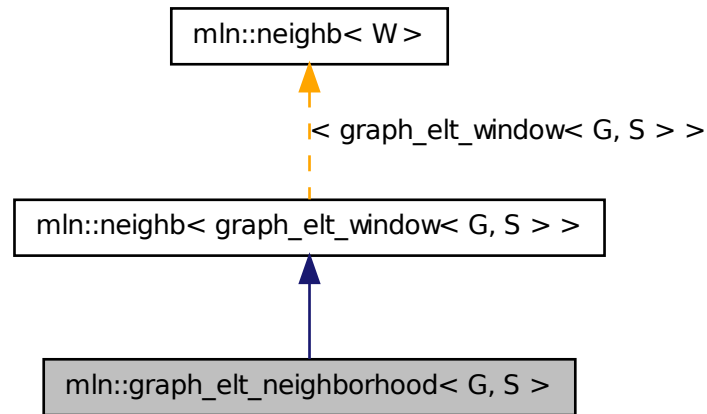 mln::neighb< W >
< graph_elt_window< G, S > >
mln::neighb< graph_elt_window< G, S > >
mln::graph_elt_neighborhood< G, S >